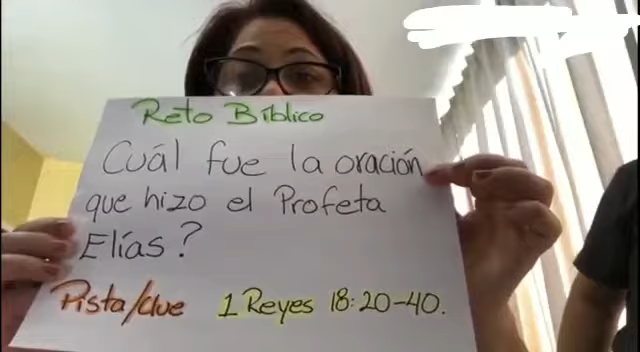 Reto Bíblico
Cuál fue la oración
que hizo el Profeta
Elías?
Pista/clue 1 Reyes 18:20-40.